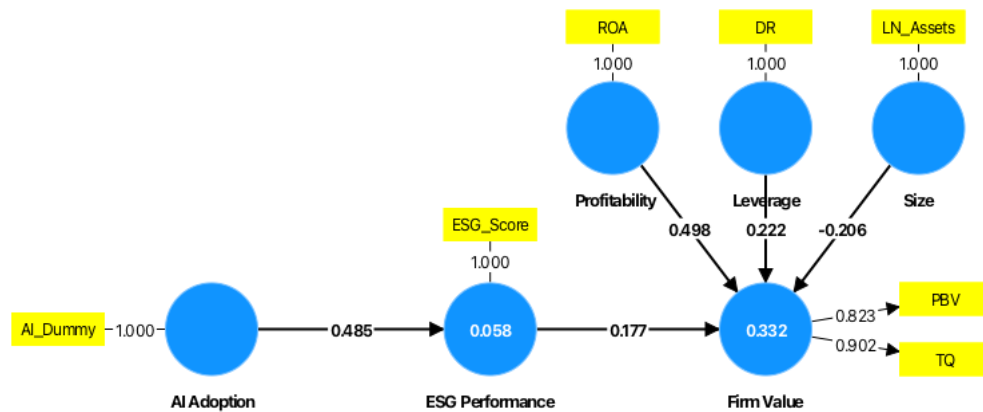 ROA
DR
LN_Assets
1.000
1.000
1.000
Profitability
Leverage
Size
0.498
0.222
-0.206
ESG_Score
1.000
AI_Dummy
1.000
0.485
0.058
0.177
0.332
0.823
PBV
0.902
TQ
AI Adoption
ESG Performance
Firm Value